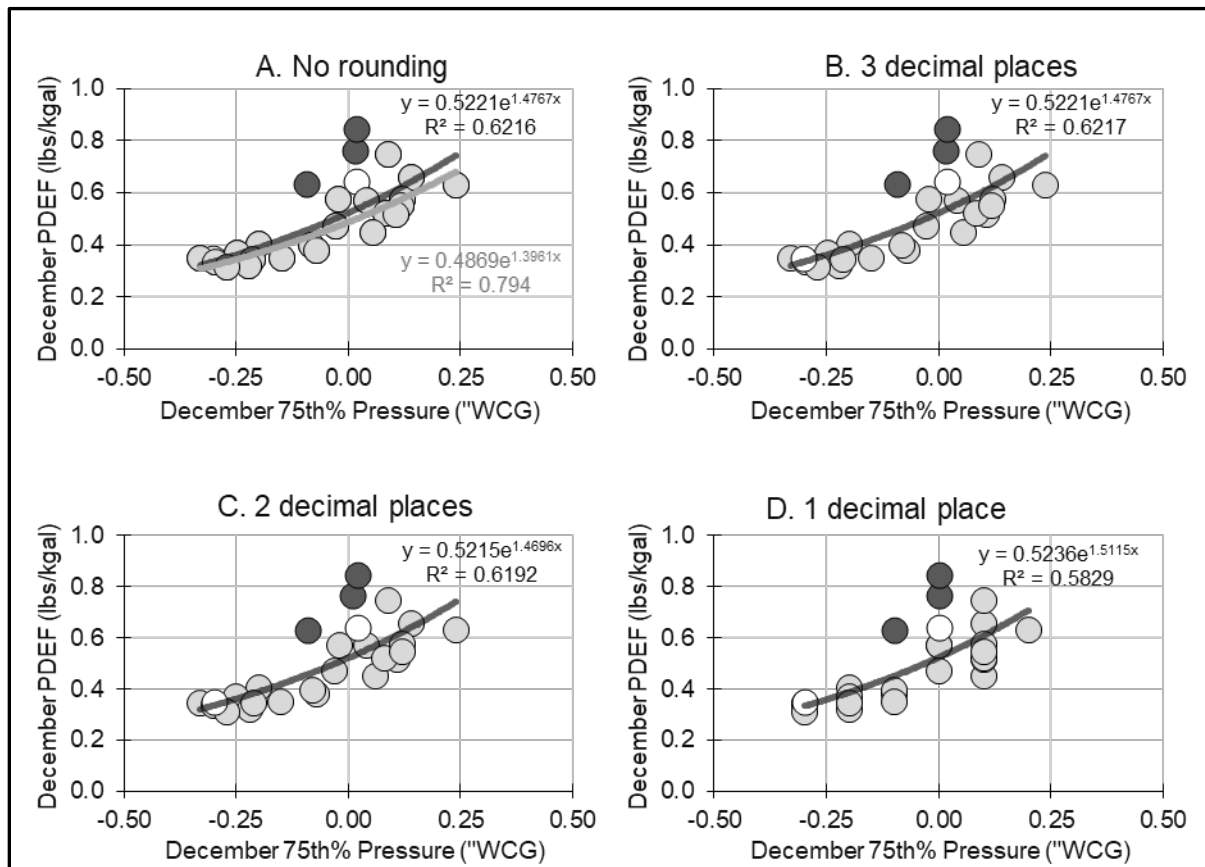 A. No rounding
December PDEF (lbs/kgal)
1.0
0.8
0.6
0.4
0.2
0.0
y = 0.5221e^1.4767x
R² = 0.6216
y = 0.4869e^1.3961x
R² = 0.794
-0.50 -0.25 0.00 0.25 0.50
December 75th% Pressure ("WCG)
B. 3 decimal places
December PDEF (lbs/kgal)
1.0
0.8
0.6
0.4
0.2
0.0
y = 0.5221e^1.4767x
R² = 0.6217
-0.50 -0.25 0.00 0.25 0.50
December 75th% Pressure ("WCG)
C. 2 decimal places
December PDEF (lbs/kgal)
1.0
0.8
0.6
0.4
0.2
0.0
y = 0.5215e^1.4696x
R² = 0.6192
-0.50 -0.25 0.00 0.25 0.50
December 75th% Pressure ("WCG)
D. 1 decimal place
December PDEF (lbs/kgal)
1.0
0.8
0.6
0.4
0.2
0.0
y = 0.5236e^1.5115x
R² = 0.5829
-0.50 -0.25 0.00 0.25 0.50
December 75th% Pressure ("WCG)